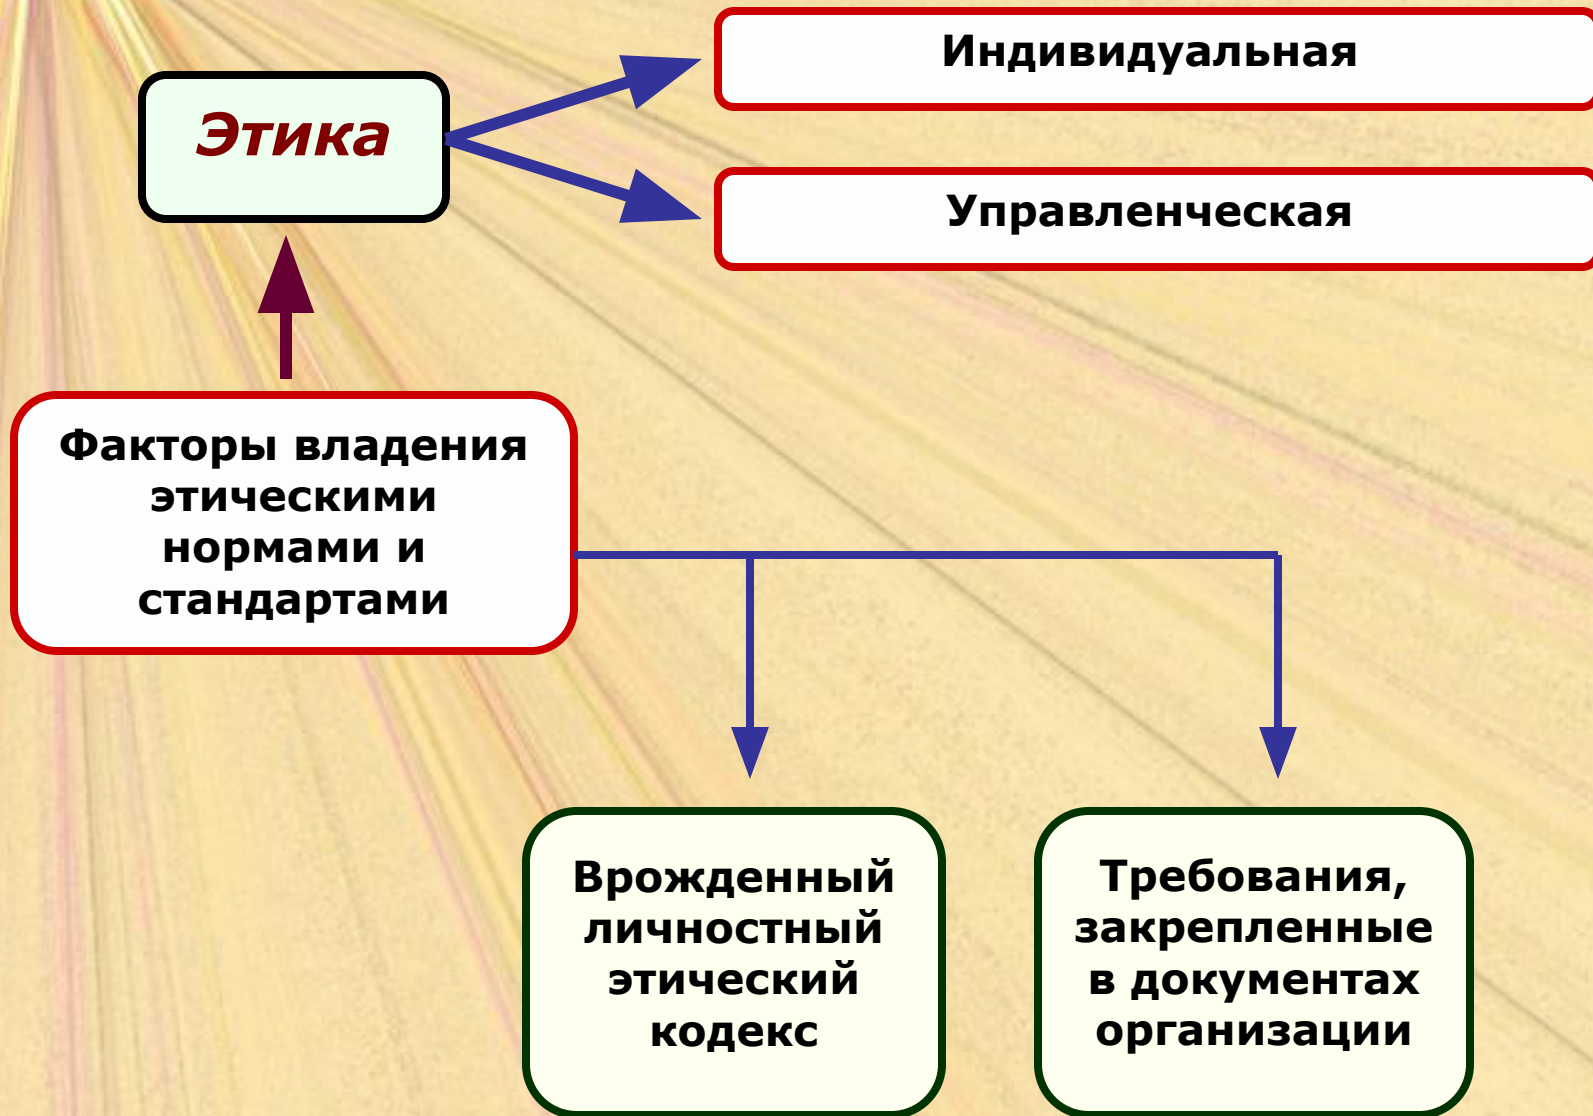 Индивидуальная
Этика
Управленческая
Факторы владения
этическими
нормами и
стандартами
Врожденный
личностный
этический
кодекс
Требования,
закрепленные
в документах
организации